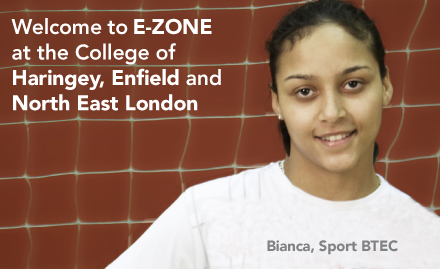 Welcome to E-ZONE
at the College of
Haringey, Enfield and
North East London
Bianca, Sport BTEC